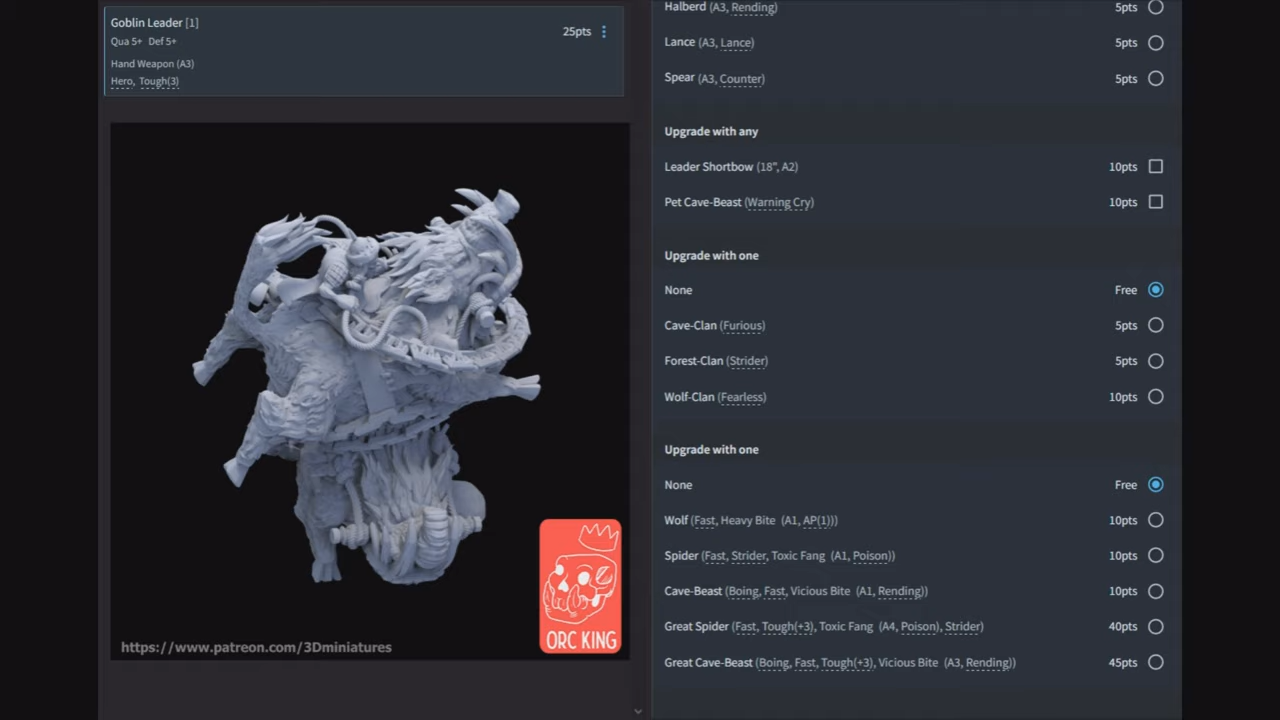 Goblin Leader [1]
Qua 5+ Def 5+
25pts
Hand Weapon (A3)
Hero, Tough(3)
https://www.patreon.com/3Dminiatures
ORC KING
Halberd (A3, Rending) 5pts
Lance (A3, Lance) 5pts
Spear (A3, Counter) 5pts
Upgrade with any
Leader Shortbow (18", A2) 10pts
Pet Cave-Beast (Warning Cry) 10pts
Upgrade with one
None Free
Cave-Clan (Furious) 5pts
Forest-Clan (Strider) 5pts
Wolf-Clan (Fearless) 10pts
Upgrade with one
None Free
Wolf (Fast, Heavy Bite (A1, AP(1))) 10pts
Spider (Fast, Strider, Toxic Fang (A1, Poison)) 10pts
Cave-Beast (Boing, Fast, Vicious Bite (A1, Rending)) 10pts
Great Spider (Fast, Tough(+3), Toxic Fang (A4, Poison), Strider) 40pts
Great Cave-Beast (Boing, Fast, Tough(+3), Vicious Bite (A3, Rending)) 45pts